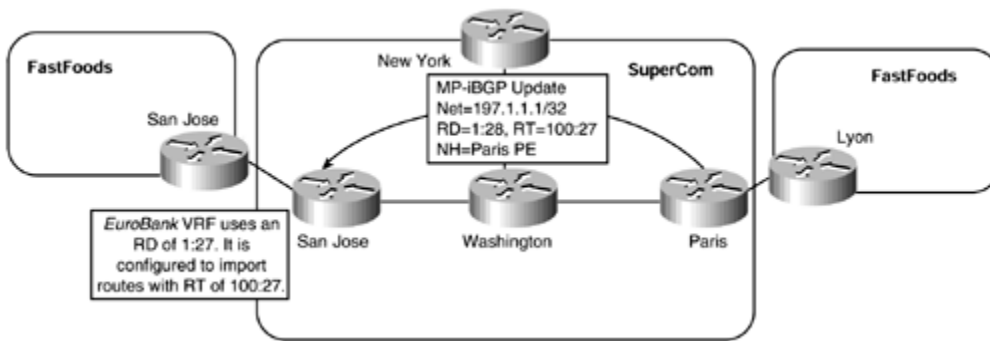 FastFoods
San Jose
New York
SuperCom
MP-iBGP Update
Net=197.1.1.1/32
RD=1:28, RT=100:27
NH=Paris PE
FastFoods
Lyon
San Jose
Washington
Paris
EuroBank VRF uses an
RD of 1:27. It is
configured to import
routes with RT of 100:27.